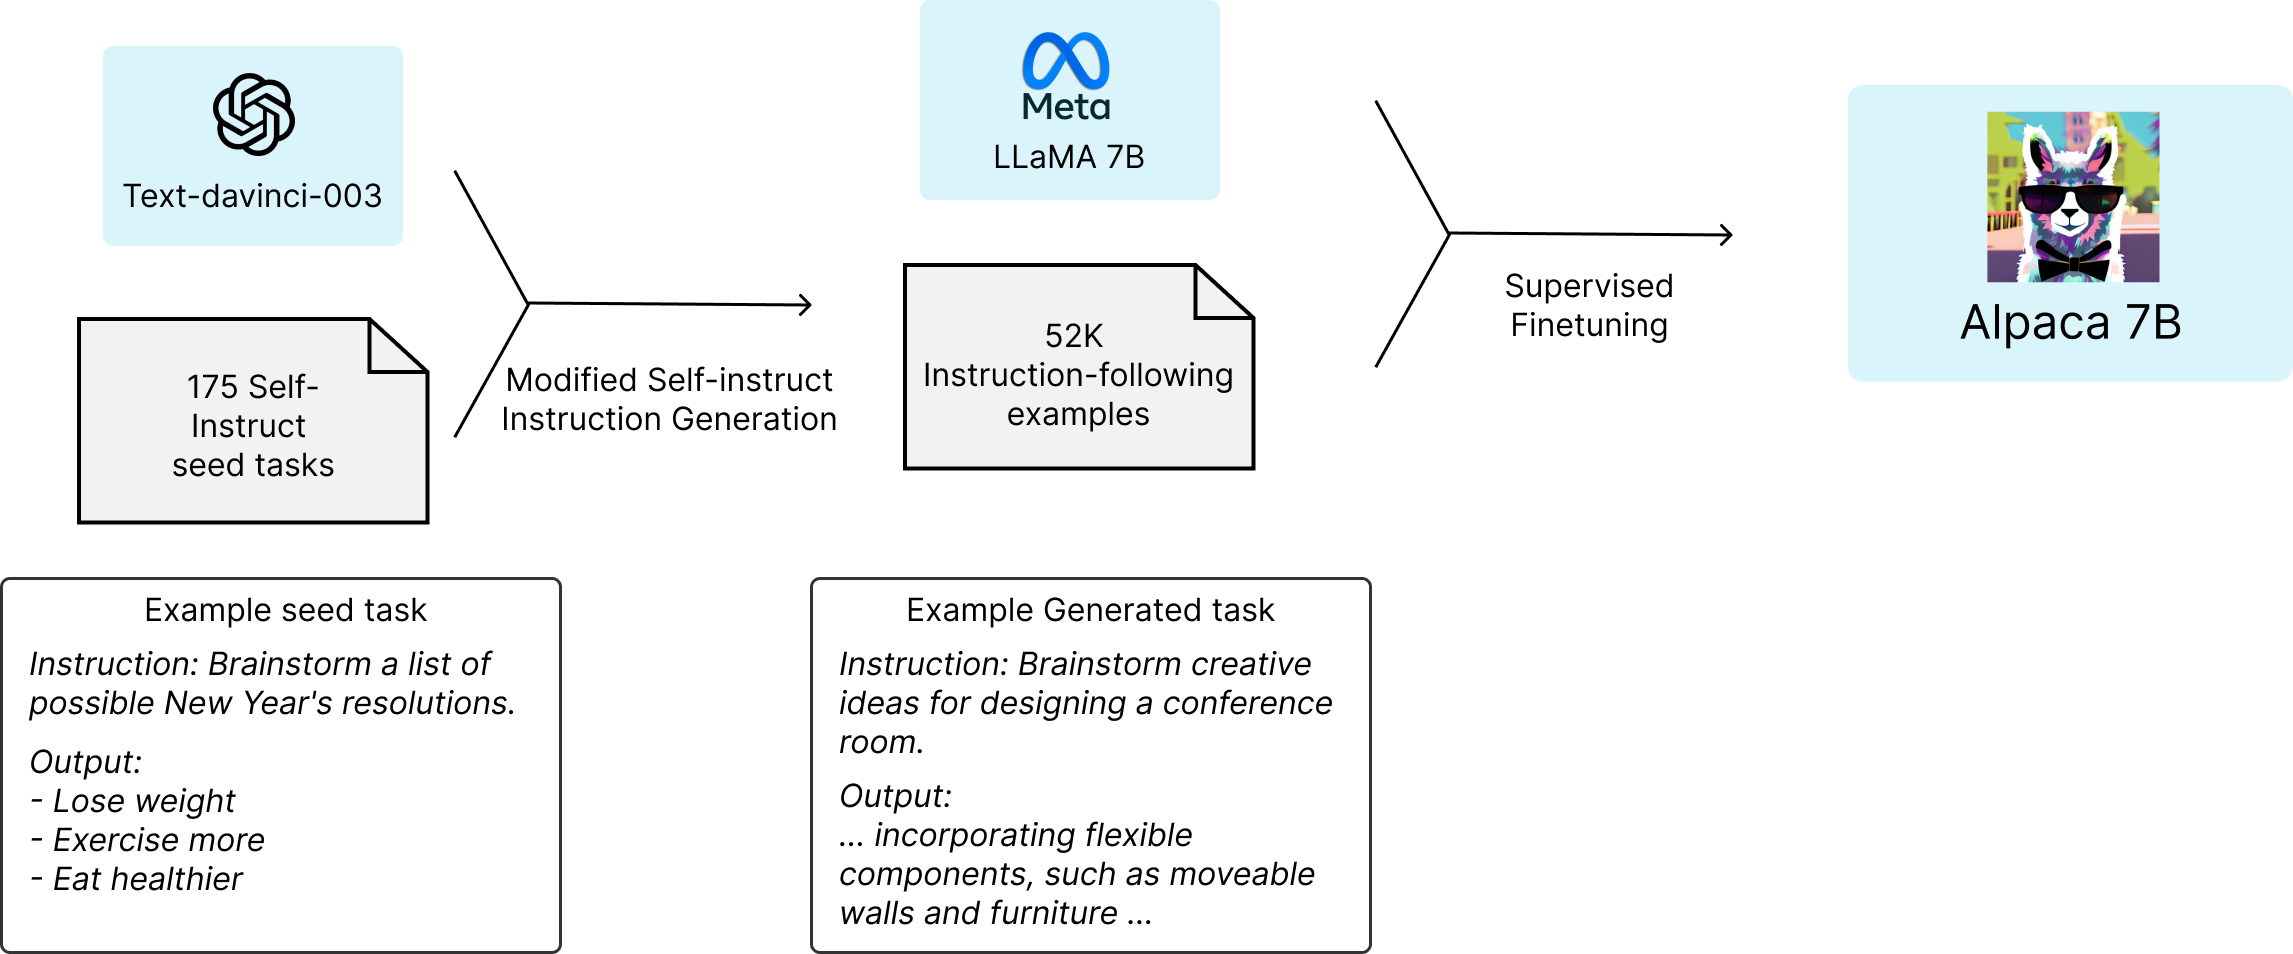 Text-davinci-003
175 Self-
Instruct
seed tasks
Modified Self-instruct
Instruction Generation
Meta
LLaMA 7B
52K
Instruction-following
examples
Supervised
Finetuning
Alpaca 7B
Example seed task
Instruction: Brainstorm a list of
possible New Year's resolutions.
Output:
- Lose weight
- Exercise more
- Eat healthier
Example Generated task
Instruction: Brainstorm creative
ideas for designing a conference
room.
Output:
... incorporating flexible
components, such as moveable
walls and furniture ...